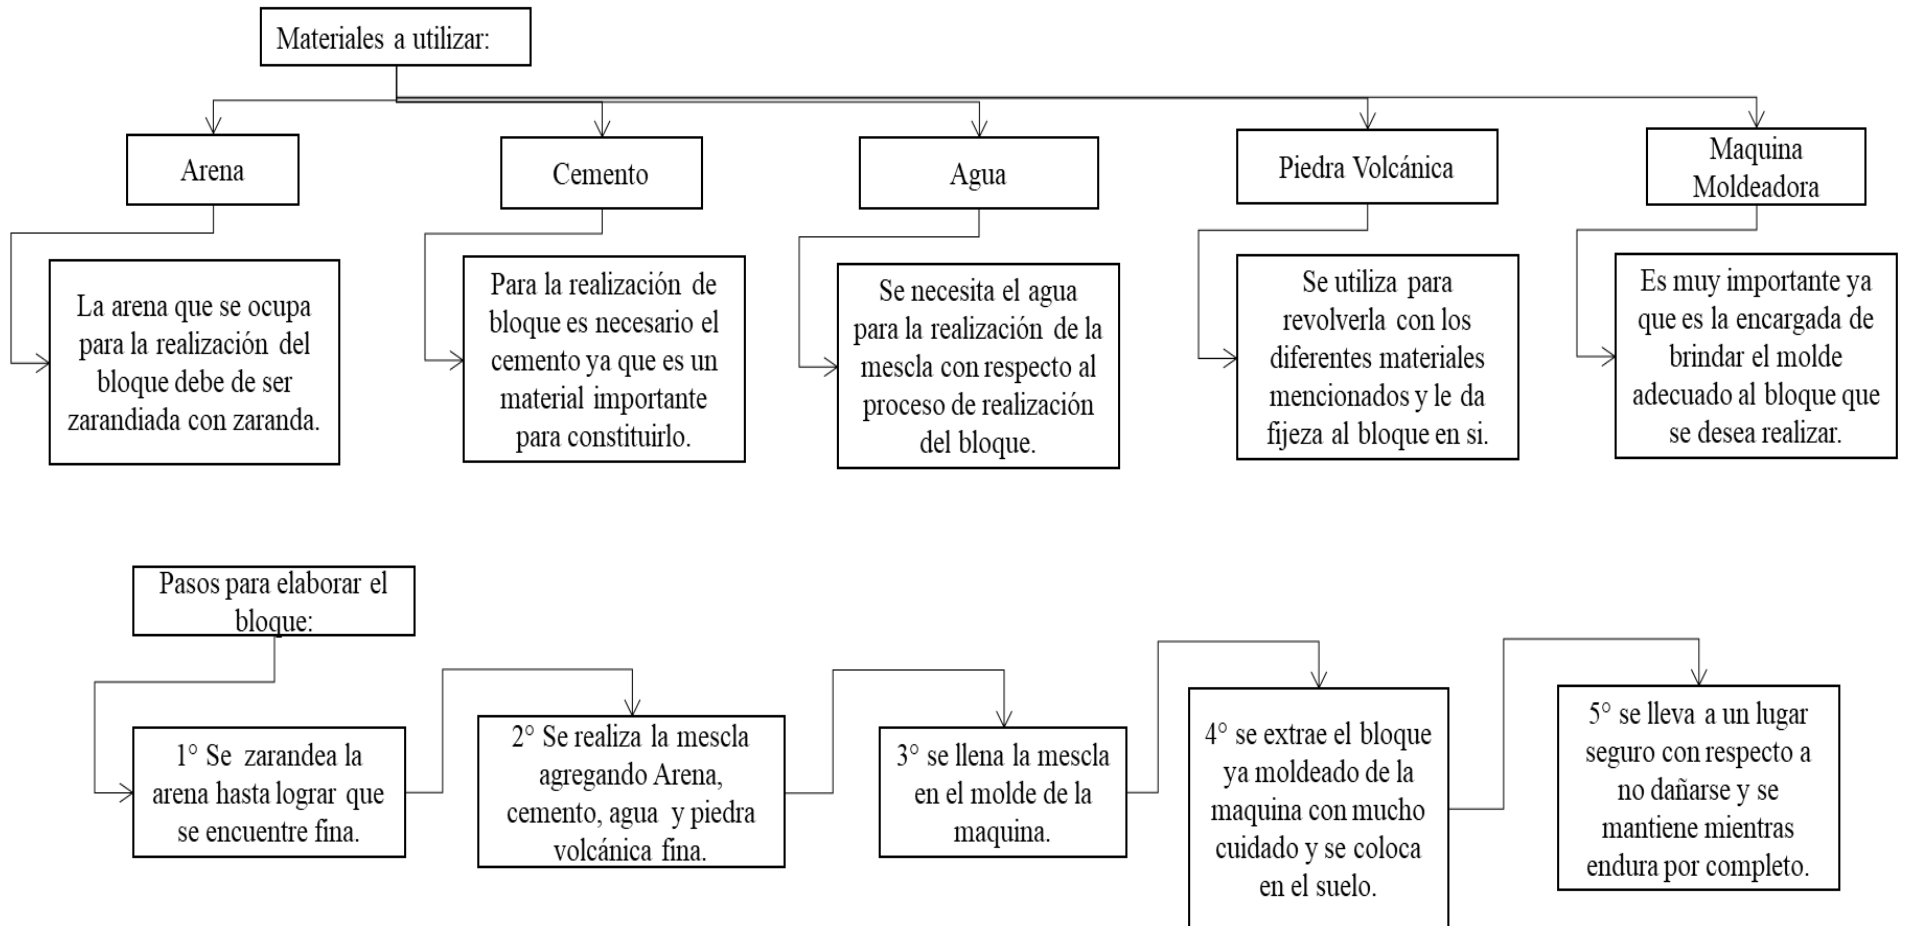 Materiales a utilizar:
Arena
Cemento
Agua
Piedra Volcánica
Maquina
Moldeadora
La arena que se ocupa
para la realización del
bloque debe de ser
zarandiada con zaranda.
Para la realización de
bloque es necesario el
cemento ya que es un
material importante
para constituirlo.
Se necesita el agua
para la realización de la
mescla con respecto al
proceso de realización
del bloque.
Se utiliza para
revolverla con los
diferentes materiales
mencionados y le da
fijeza al bloque en si.
Es muy importante ya
que es la encargada de
brindar el molde
adecuado al bloque que
se desea realizar.
Pasos para elaborar el
bloque:
1° Se zarandea la
arena hasta lograr que
se encuentre fina.
2° Se realiza la mescla
agregando Arena,
cemento, agua y piedra
volcánica fina.
3° se llena la mescla
en el molde de la
maquina.
4° se extrae el bloque
ya moldeado de la
maquina con mucho
cuidado y se coloca
en el suelo.
5° se lleva a un lugar
seguro con respecto a
no dañarse y se
mantiene mientras
endura por completo.